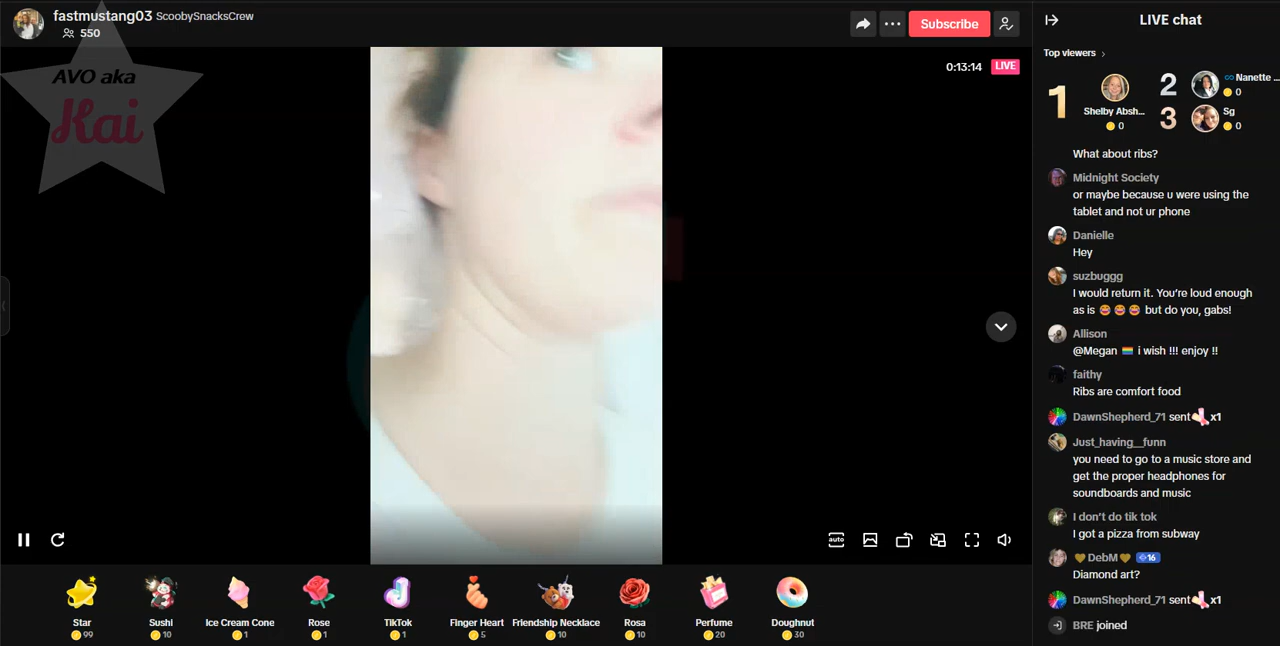 fastmustang03 ScoobySnacksCrew
550
Subscribe
AVO aka
Kai
0:13:14 LIVE
auto
Star
99
Sushi
10
Ice Cream Cone
1
Rose
1
TikTok
1
Finger Heart
5
Friendship Necklace
10
Rosa
10
Perfume
20
Doughnut
30
LIVE chat
Top viewers
1
Shelby Absh...
0
2
Nanette ...
0
3
Sg
0
What about ribs?
Midnight Society
or maybe because u were using the
tablet and not ur phone
Danielle
Hey
suzbuggg
I would return it. You’re loud enough
as is 😂 😂 😂 but do you, gabs!
Allison
@Megan 🏳️‍🌈 i wish !!! enjoy !!
faithy
Ribs are comfort food
DawnShepherd_71 sent x1
Just_having__funn
you need to go to a music store and
get the proper headphones for
soundboards and music
I don’t do tik tok
I got a pizza from subway
🤎DebM🤎 16
Diamond art?
DawnShepherd_71 sent x1
BRE joined